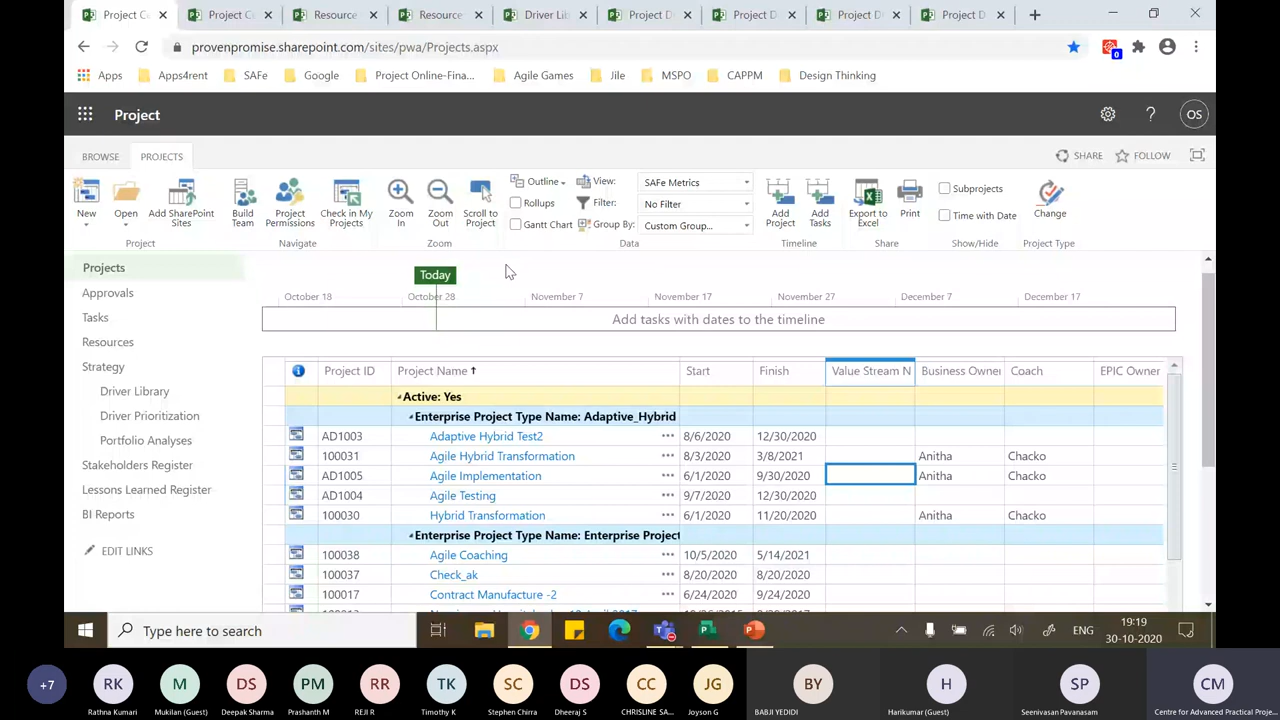 Project Ce
Project Ce
Resource
Resource
Driver Lib
Project D
Project D
Project D
Project D
provenpromise.sharepoint.com/sites/pwa/Projects.aspx
0
Apps
Apps4rent
SAFe
Google
Project Online-Fina...
Agile Games
Jile
MSPO
CAPPM
Design Thinking
Project
OS
BROWSE
PROJECTS
SHARE
FOLLOW
New
Open
Add SharePoint Sites
Build Team
Project Permissions
Check in My Projects
Zoom In
Zoom Out
Scroll to Project
Outline
Rollups
Gantt Chart
View:
SAFe Metrics
Filter:
No Filter
Group By:
Custom Group...
Add Project
Add Tasks
Export to Excel
Print
Subprojects
Time with Date
Change
Project
Navigate
Zoom
Data
Timeline
Share
Show/Hide
Project Type
Projects
Approvals
Tasks
Resources
Strategy
Driver Library
Driver Prioritization
Portfolio Analyses
Stakeholders Register
Lessons Learned Register
BI Reports
EDIT LINKS
Today
October 18
October 28
November 7
November 17
November 27
December 7
December 17
Add tasks with dates to the timeline
Project ID Project Name Start Finish Value Stream N Business Owner Coach EPIC Owner
Active: Yes
Enterprise Project Type Name: Adaptive_Hybrid
AD1003 Adaptive Hybrid Test2 ... 8/6/2020 12/30/2020
100031 Agile Hybrid Transformation ... 8/3/2020 3/8/2021 Anitha Chacko
AD1005 Agile Implementation ... 6/1/2020 9/30/2020 Anitha Chacko
AD1004 Agile Testing ... 9/7/2020 12/30/2020
100030 Hybrid Transformation ... 6/1/2020 11/20/2020 Anitha Chacko
Enterprise Project Type Name: Enterprise Project
100038 Agile Coaching ... 10/5/2020 5/14/2021
100037 Check_ak ... 8/20/2020 8/20/2020
100017 Contract Manufacture -2 ... 6/24/2020 9/24/2020
Type here to search
ENG
19:19
30-10-2020
+7
RK
M
DS
PM
RR
TK
SC
DS
CC
JG
BY
H
SP
CM
Rathna Kumari
Mukilan (Guest)
Deepak Sharma
Prashanth M
REJI R
Timothy K
Stephen Chirra
Dheeraj S
CHRISLINE SA...
Joyson G
BABJI YEDIDI
Harikumar (Guest)
Seenivasan Pavanasam
Centre for Advanced Practical Proje...